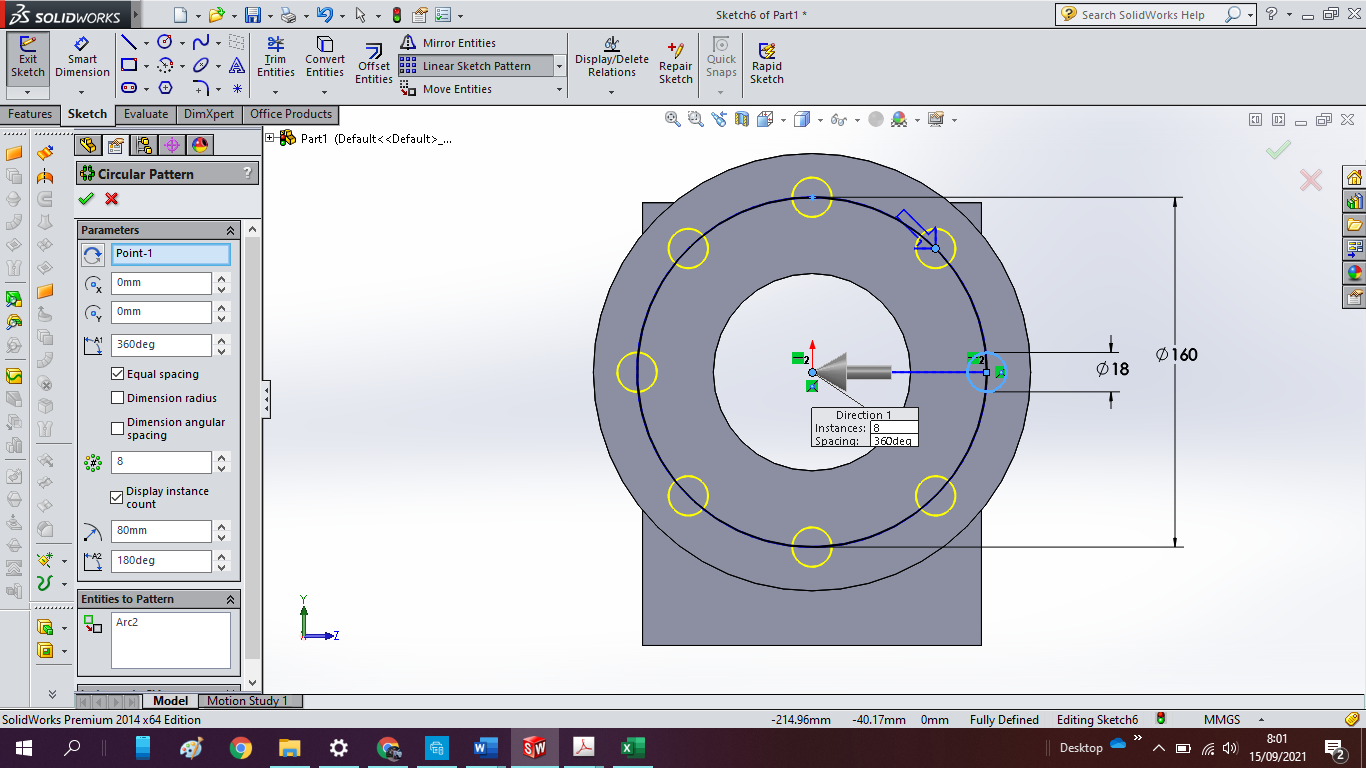 SOLIDWORKS
Sketch6 of Part1 *
Search SolidWorks Help
?
Exit Sketch
Smart Dimension
Trim Entities
Convert Entities
Offset Entities
Mirror Entities
Linear Sketch Pattern
Move Entities
Display/Delete Relations
Repair Sketch
Quick Snaps
Rapid Sketch
Features
Sketch
Evaluate
DimXpert
Office Products
Part1 (Default<<Default>_...
Circular Pattern
?
Parameters
Point-1
0mm
0mm
360deg
Equal spacing
Dimension radius
Dimension angular spacing
8
Display instance count
80mm
180deg
Entities to Pattern
Arc2
2
2
Ø160
Ø18
Direction 1
Instances: 8
Spacing: 360deg
Y
Z
Model
Motion Study 1
SolidWorks Premium 2014 x64 Edition
-214.96mm
-40.17mm
0mm
Fully Defined
Editing Sketch6
MMGS
Desktop
8:01
15/09/2021
2